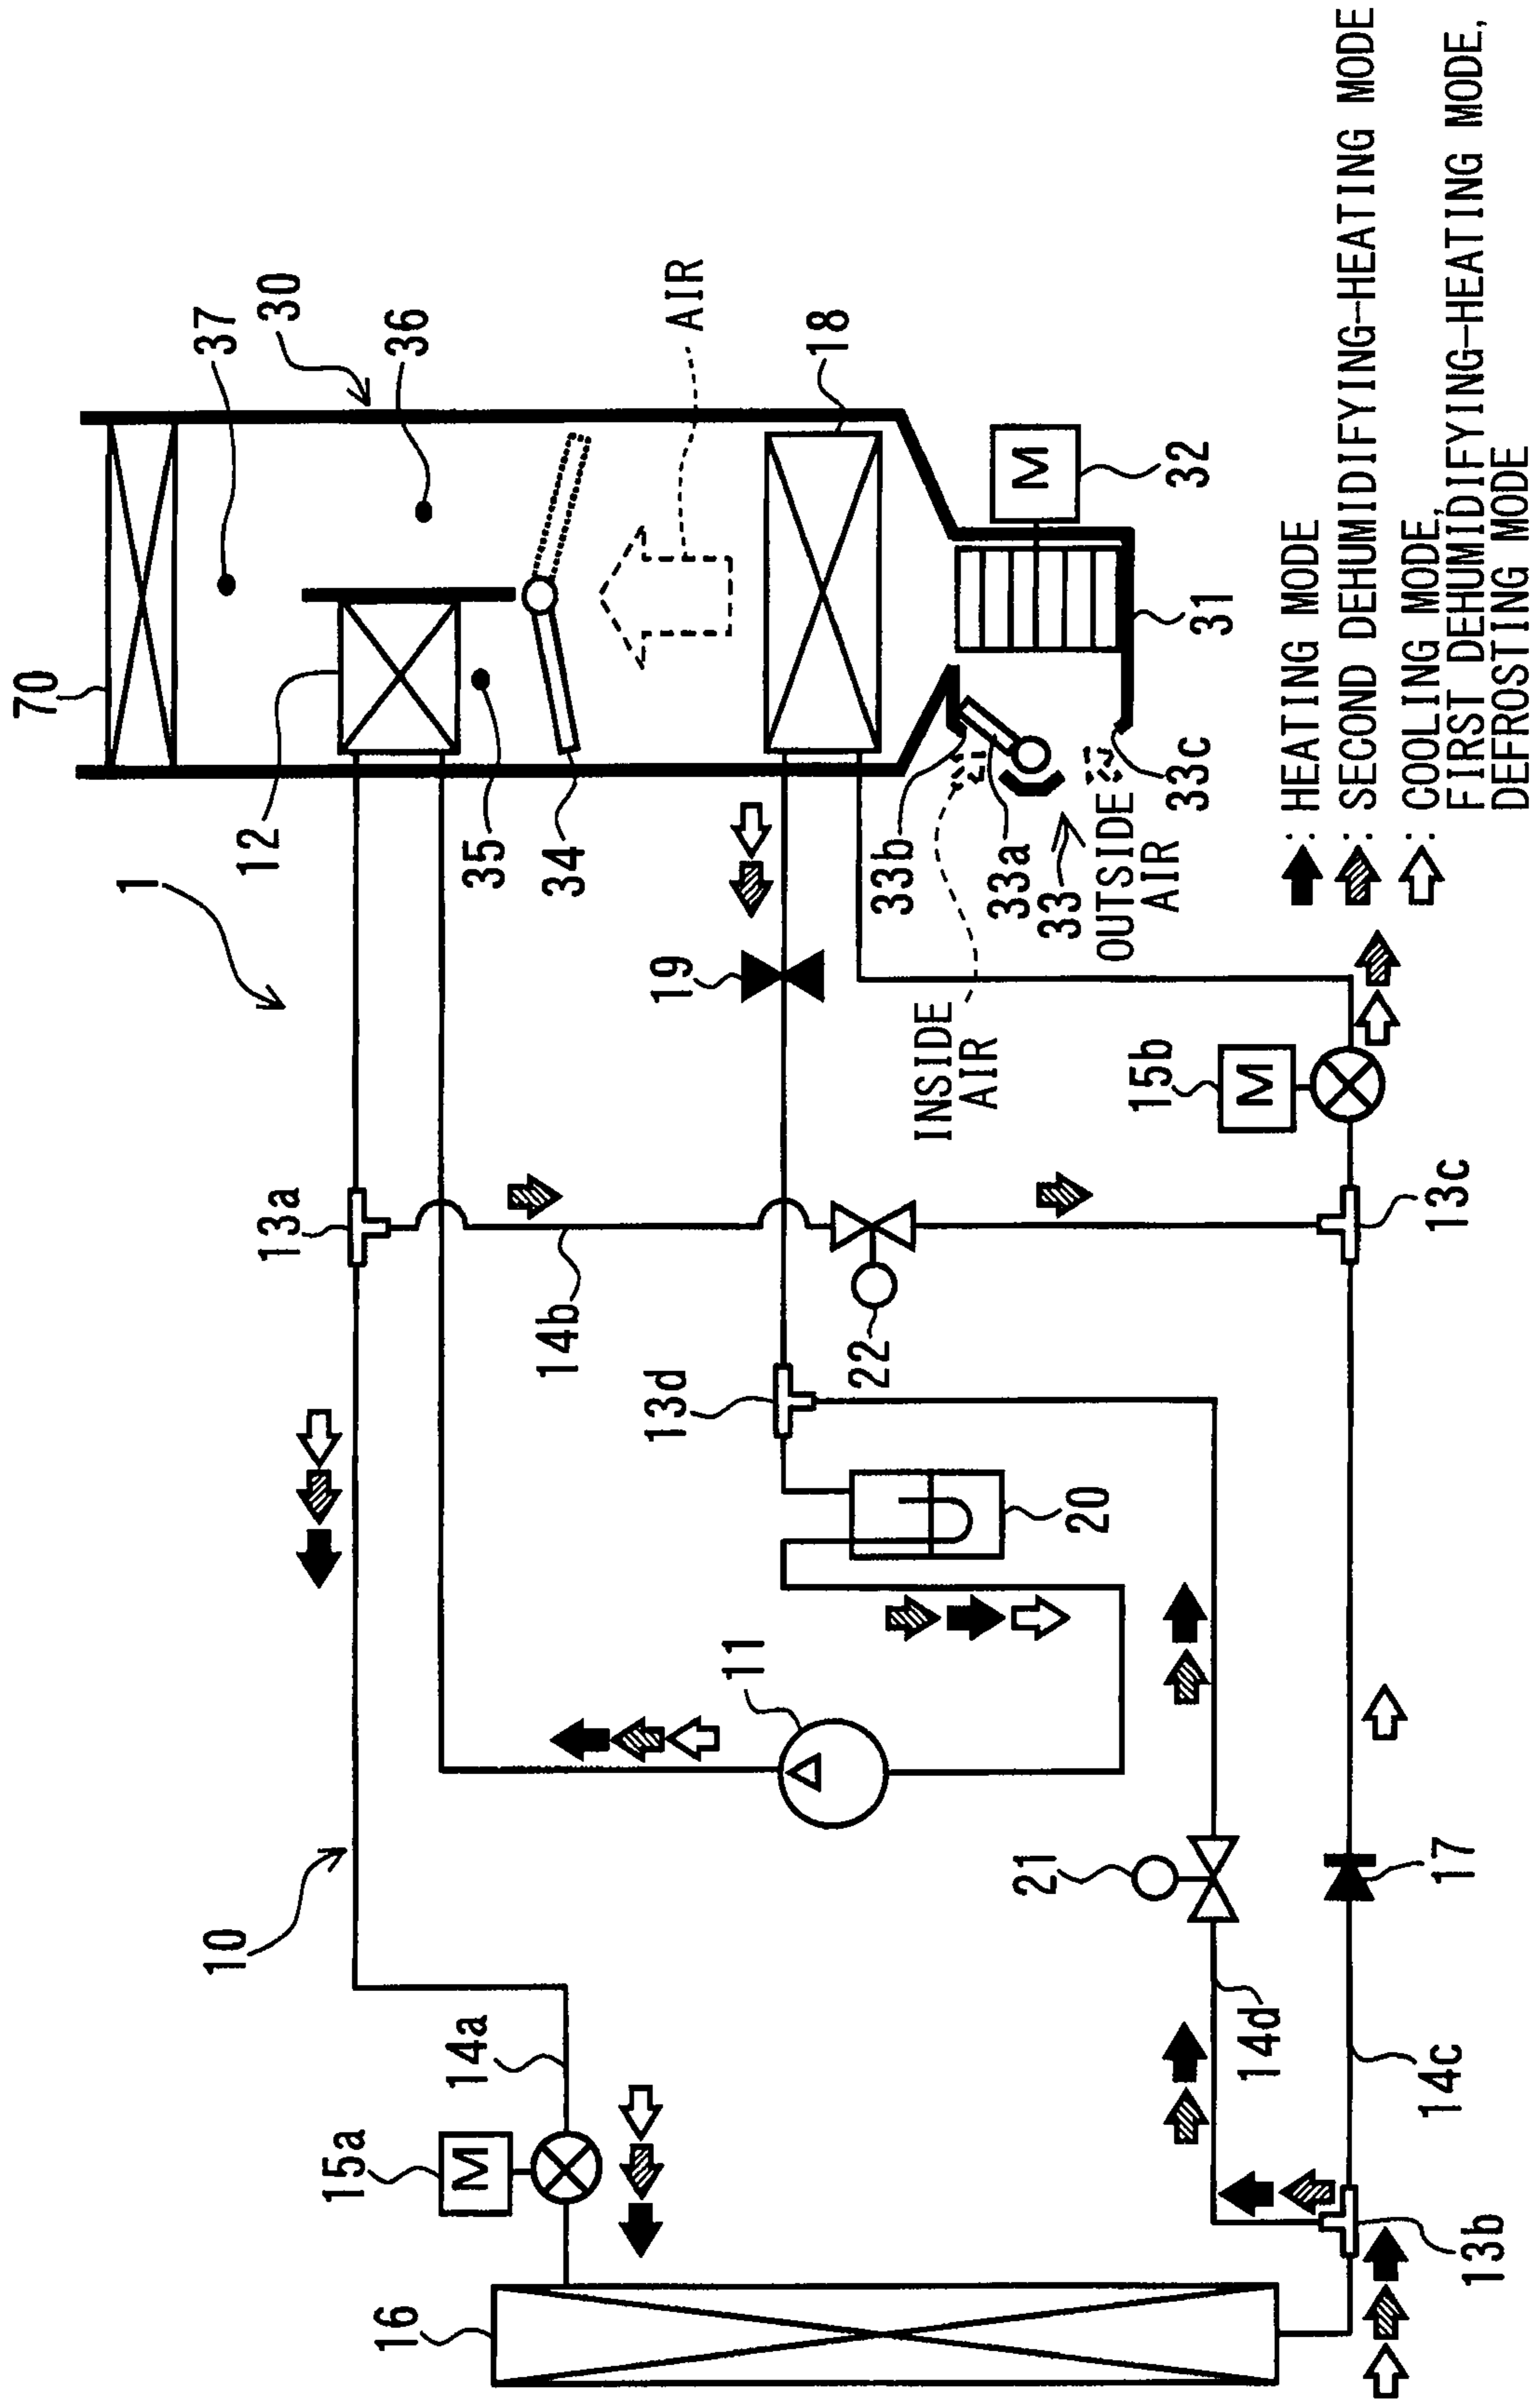 70
37
30
36
12
1
35
34
AIR
18
M
32
31
33b
33a
33
33c
OUTSIDE
AIR
INSIDE
AIR
19
13a
14b
22
13d
20
11
15b
M
13c
10
14a
15a
M
16
21
14d
17
14c
13b
: HEATING MODE
: SECOND DEHUMIDIFYING-HEATING MODE
: COOLING MODE,
FIRST DEHUMIDIFYING-HEATING MODE,
DEFROSTING MODE